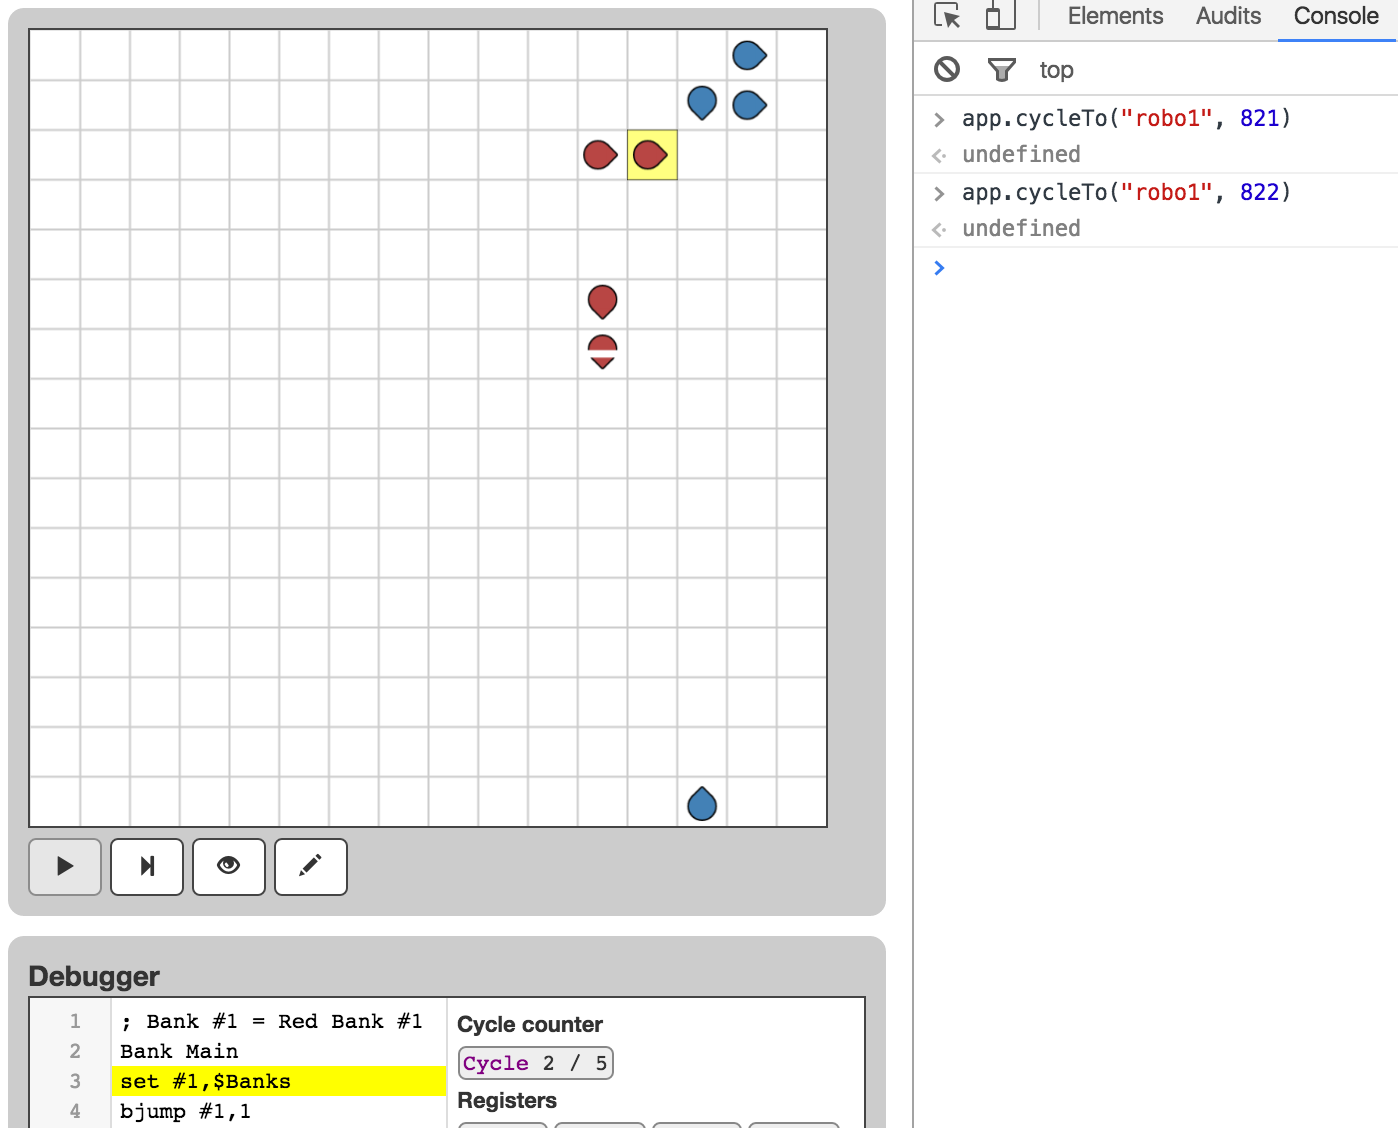 Elements Audits Console
top
app.cycleTo("robo1", 821)
undefined
app.cycleTo("robo1", 822)
undefined
Debugger
1 ; Bank #1 = Red Bank #1
2 Bank Main
3 set #1,$Banks
4 bjump #1,1
Cycle counter
Cycle 2 / 5
Registers